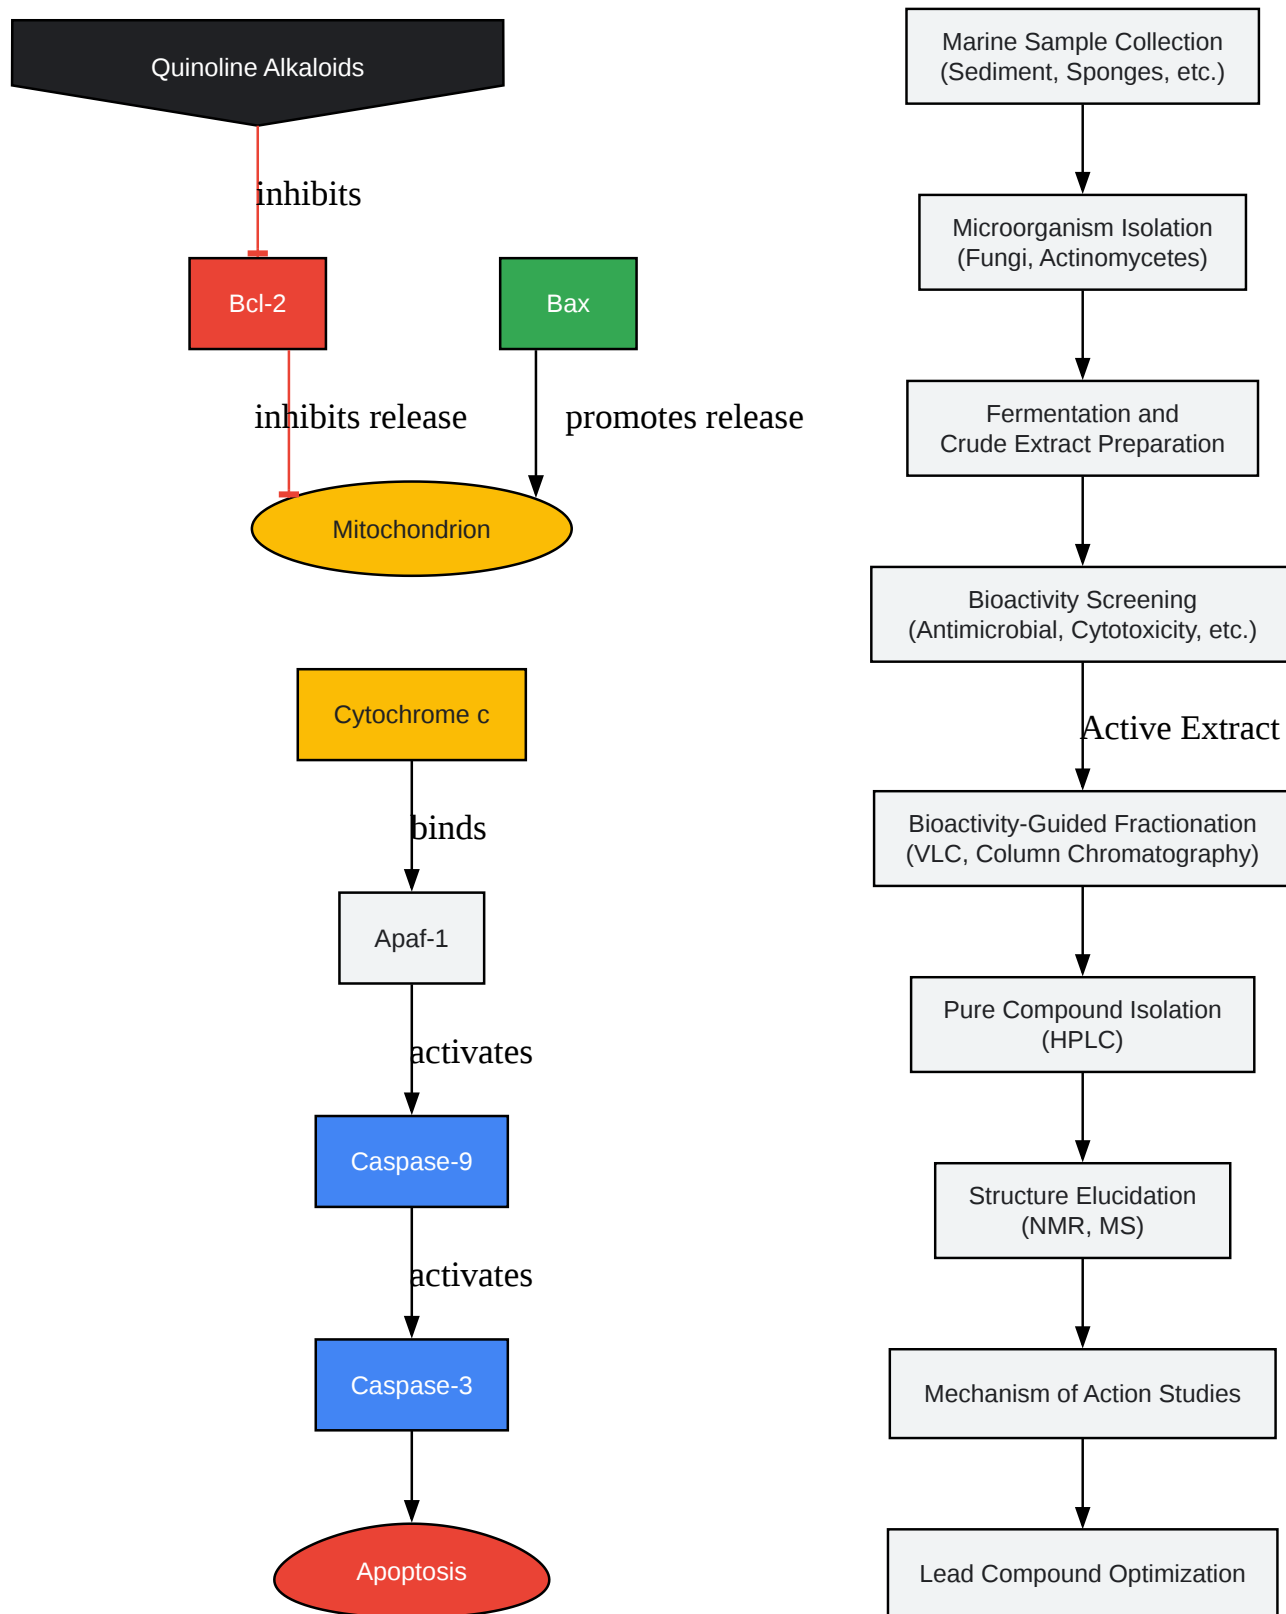 Quinoline Alkaloids
inhibits
Bcl-2
Bax
inhibits release
promotes release
Mitochondrion
Cytochrome c
binds
Apaf-1
activates
Caspase-9
activates
Caspase-3
Apoptosis
Marine Sample Collection
(Sediment, Sponges, etc.)
Microorganism Isolation
(Fungi, Actinomycetes)
Fermentation and
Crude Extract Preparation
Bioactivity Screening
(Antimicrobial, Cytotoxicity, etc.)
Active Extract
Bioactivity-Guided Fractionation
(VLC, Column Chromatography)
Pure Compound Isolation
(HPLC)
Structure Elucidation
(NMR, MS)
Mechanism of Action Studies
Lead Compound Optimization